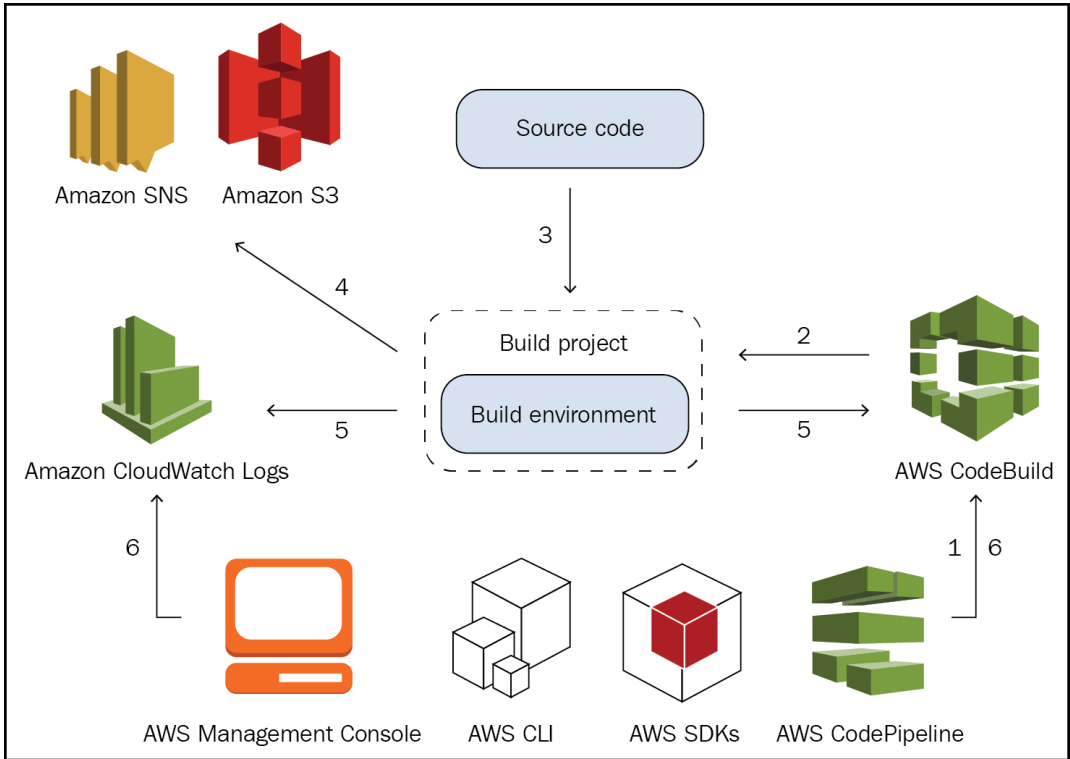 Source code
Amazon SNS
Amazon S3
3
4
Build project
2
Build environment
5
5
Amazon CloudWatch Logs
AWS CodeBuild
6
1
6
AWS Management Console
AWS CLI
AWS SDKs
AWS CodePipeline